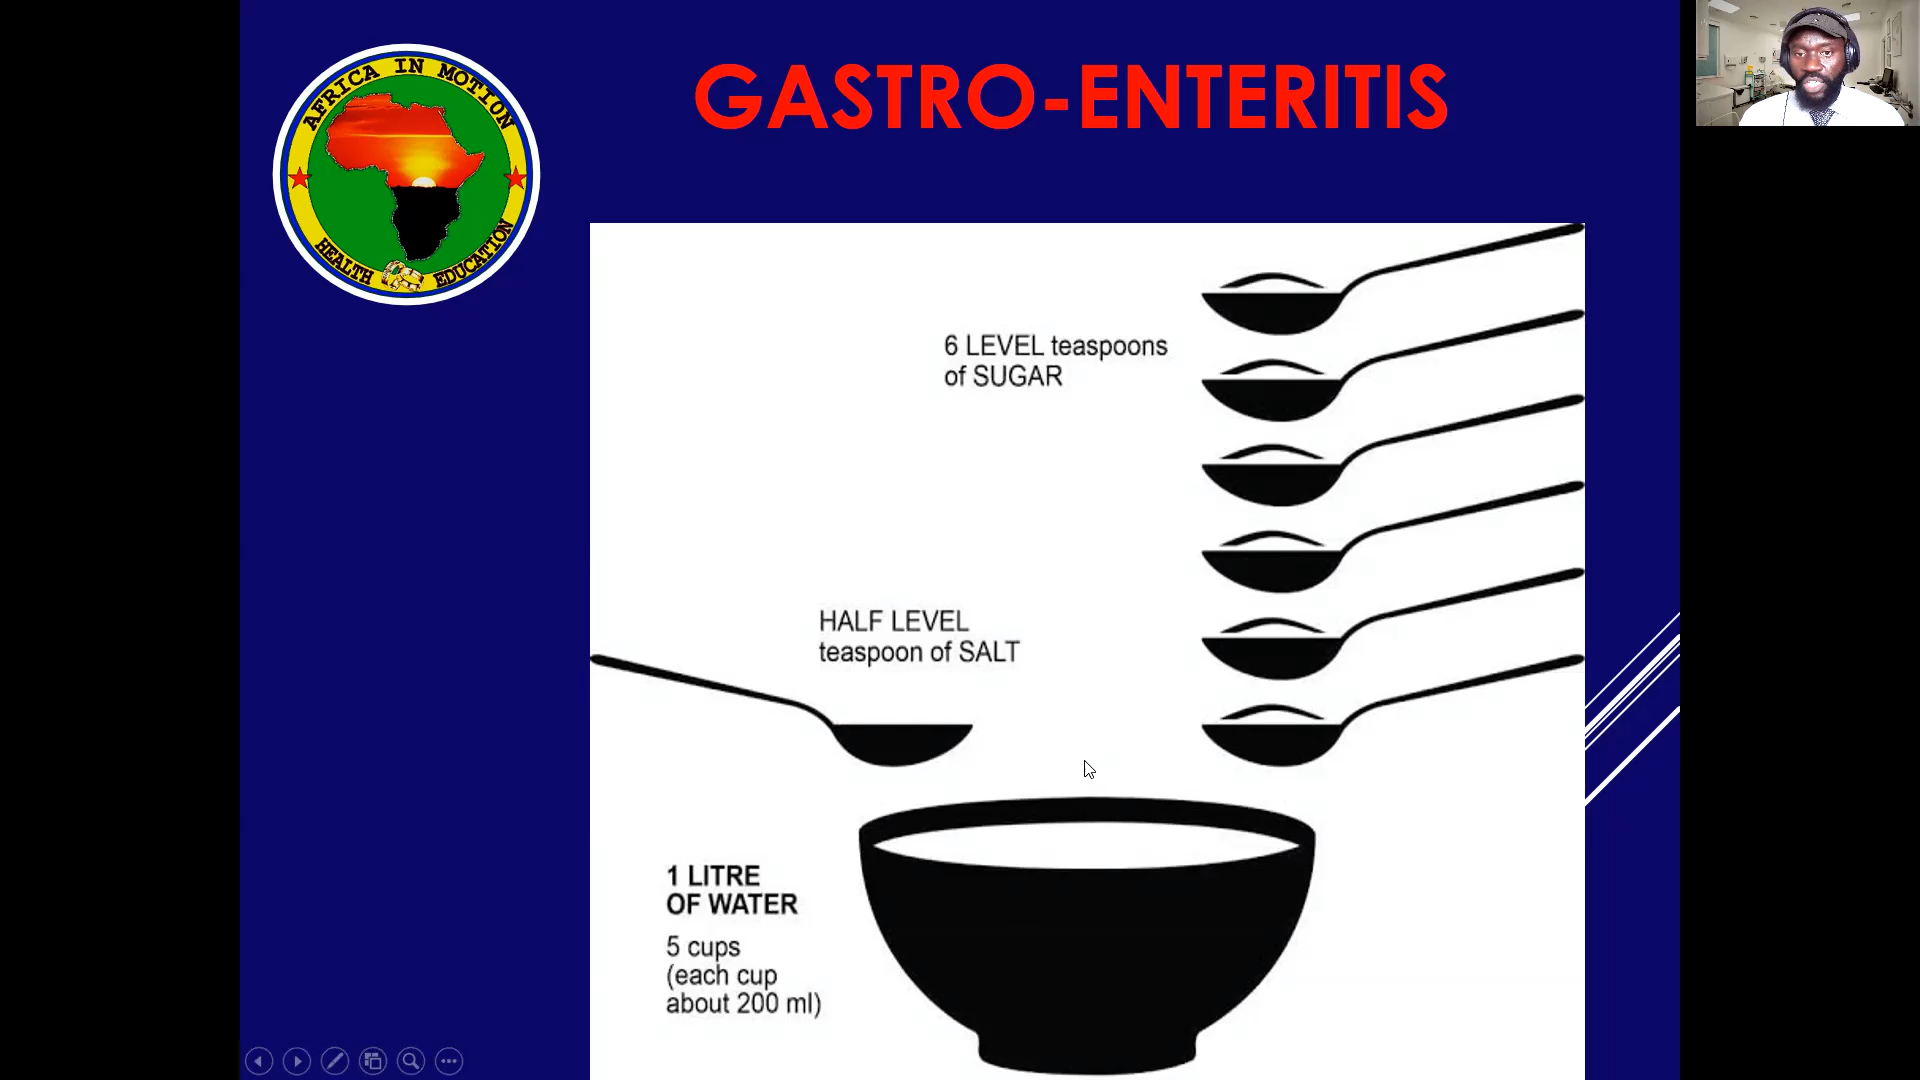 AFRICA IN MOTION
HEALTH EDUCATION
GASTRO-ENTERITIS
6 LEVEL teaspoons
of SUGAR
HALF LEVEL
teaspoon of SALT
1 LITRE
OF WATER
5 cups
(each cup
about 200 ml)